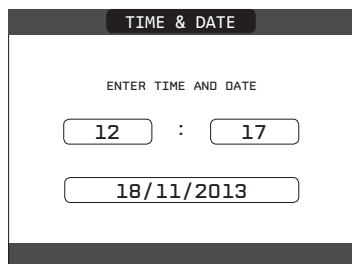 TIME & DATE
ENTER TIME AND DATE
12 : 17
18/11/2013